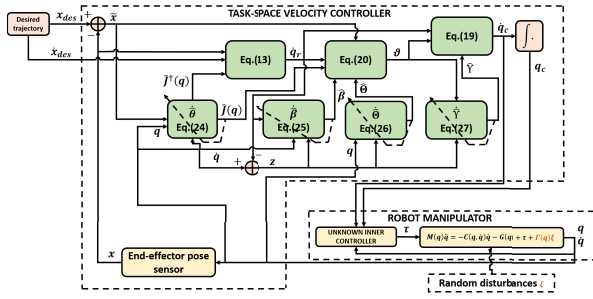 TASK-SPACE VELOCITY CONTROLLER
Desired
trajectory
x_des
+
−
x̃
ẋ_des
Eq.(13)
q̇_r
Eq.(20)
ϑ
Eq.(19)
q̇_c
∫.
q_c
Ĵ†(q)
Θ̂
Ŷ
θ̂̇
Eq.(24)
Ĵ(q)
β̂̇
Eq.(25)
β̂
Θ̂̇
Eq.(26)
Ŷ̇
Eq.(27)
q
q̇
+
−
z
q
ROBOT MANIPULATOR
UNKNOWN INNER
CONTROLLER
τ
M(q)q̈ = −C(q, q̇)q̇ − G(q) + τ + Γ(q)ξ
q
q̇
x
End-effector pose
sensor
Random disturbances ξ